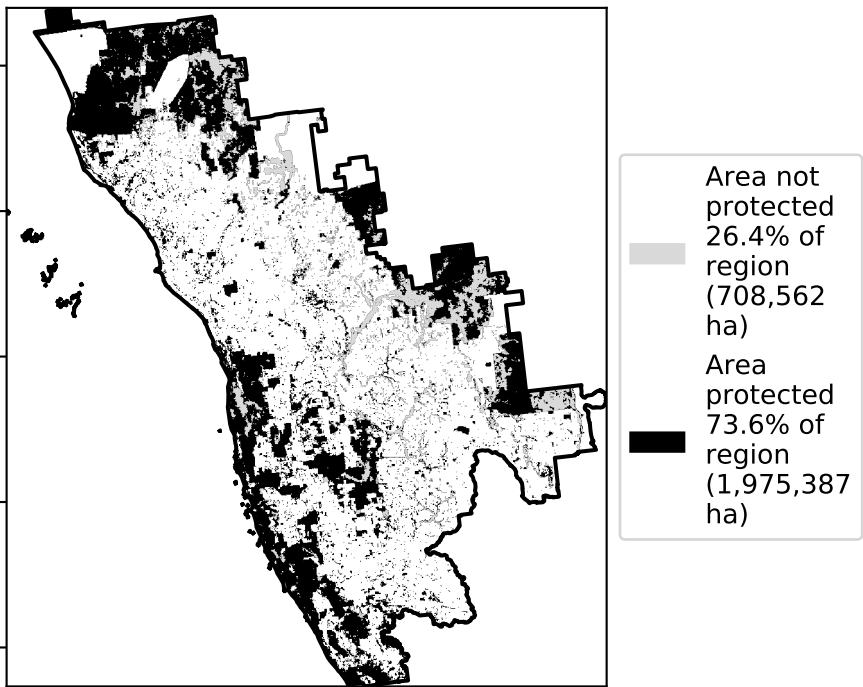 Area not
protected
26.4% of
region
(708,562
ha)
Area
protected
73.6% of
region
(1,975,387
ha)